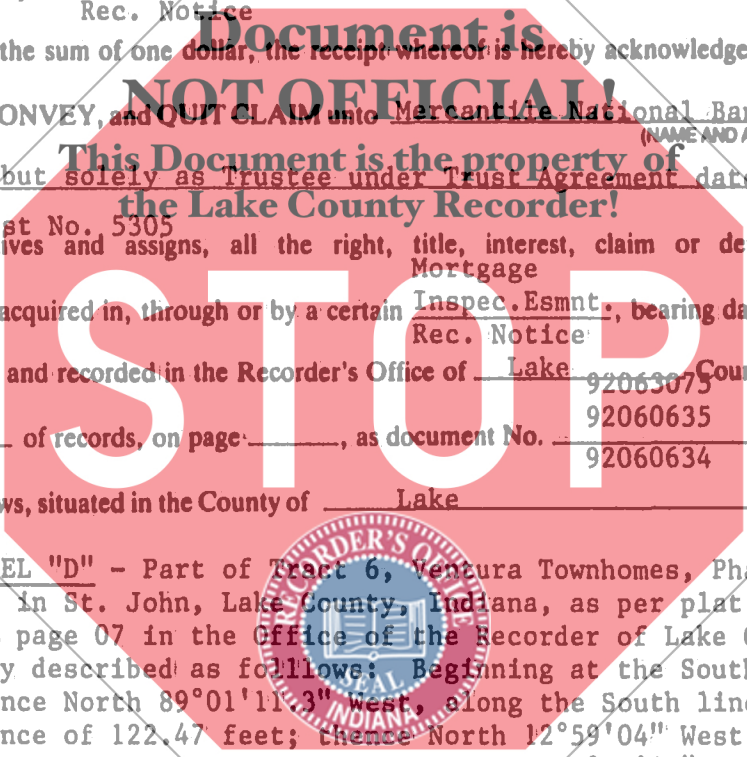 Rec. Notice
Document is
the sum of one dollar, the receipt whereof is hereby acknowledge
NOT OFFICIAL!
ONVEY, and QUIT CLAIM unto Mercantile National Ban
(NAME AND A
This Document is the property of
but solely as Trustee under Trust Agreement date
the Lake County Recorder!
st No. 5305
ives and assigns, all the right, title, interest, claim or de
Mortgage
acquired in, through or by a certain Inspec.Esmnt., bearing da
Rec. Notice
and recorded in the Recorder's Office of Lake Coun
92063075
STOP
92060635
of records, on page ______, as document No. ______
92060634
ws, situated in the County of Lake
EL "D" - Part of Tract 6, Ventura Townhomes, Pha
in St. John, Lake County, Indiana, as per plat
page 07 in the Office of the Recorder of Lake
y described as folllows: Beginning at the South
nce North 89°01'11.3" West, along the South line
nce of 122.47 feet; thence North 12°59'04" West
RECORDER'S OFFICE
SEAL
INDIANA